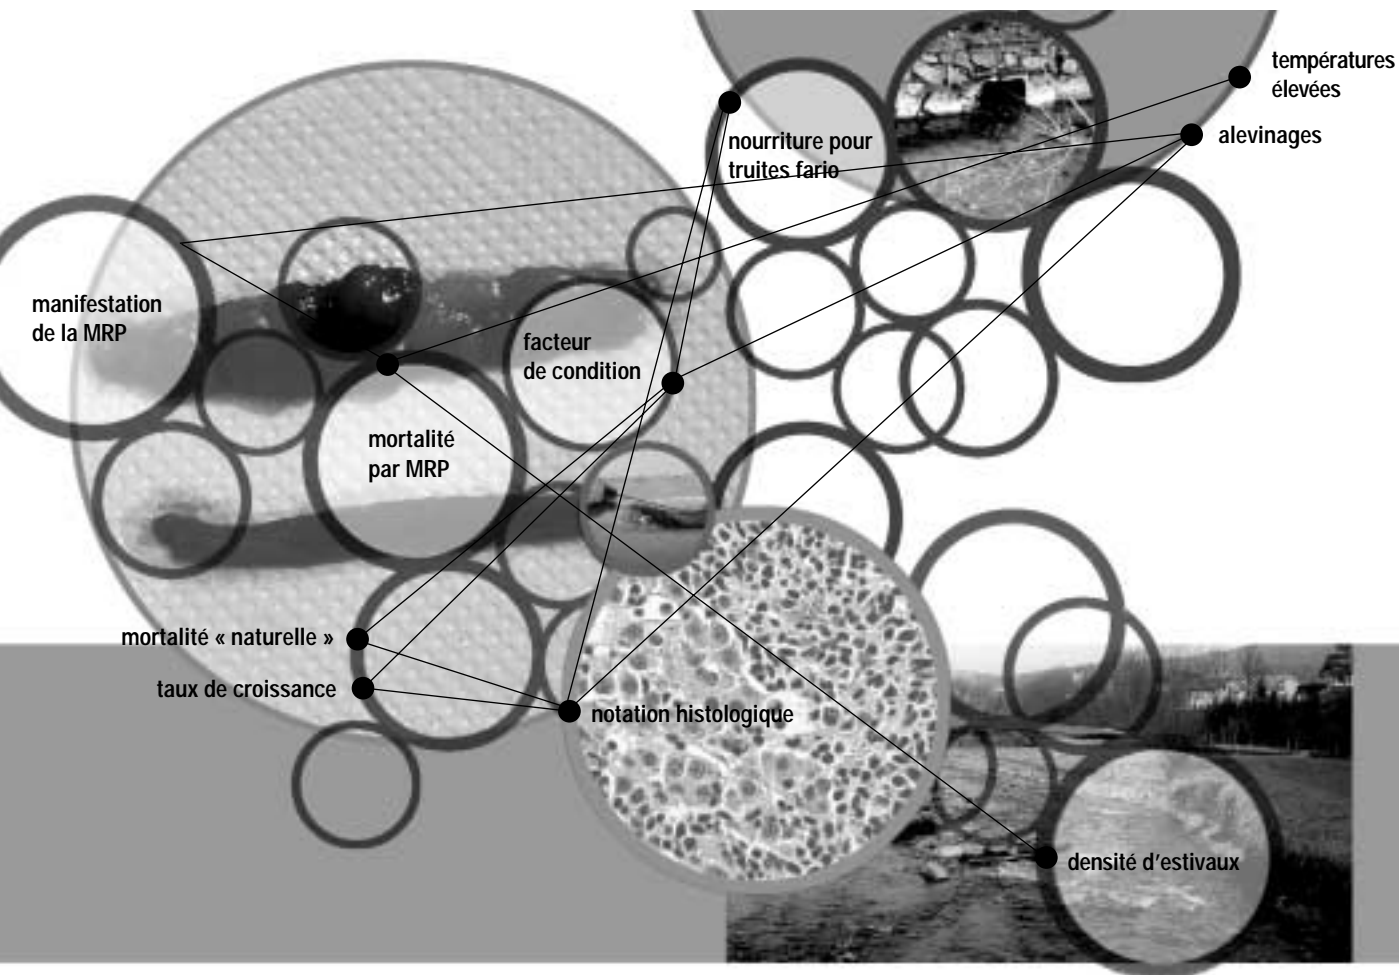 températures
élevées
alevinages
nourriture pour
truites fario
manifestation
de la MRP
facteur
de condition
mortalité
par MRP
mortalité « naturelle »
taux de croissance
notation histologique
densité d'estivaux